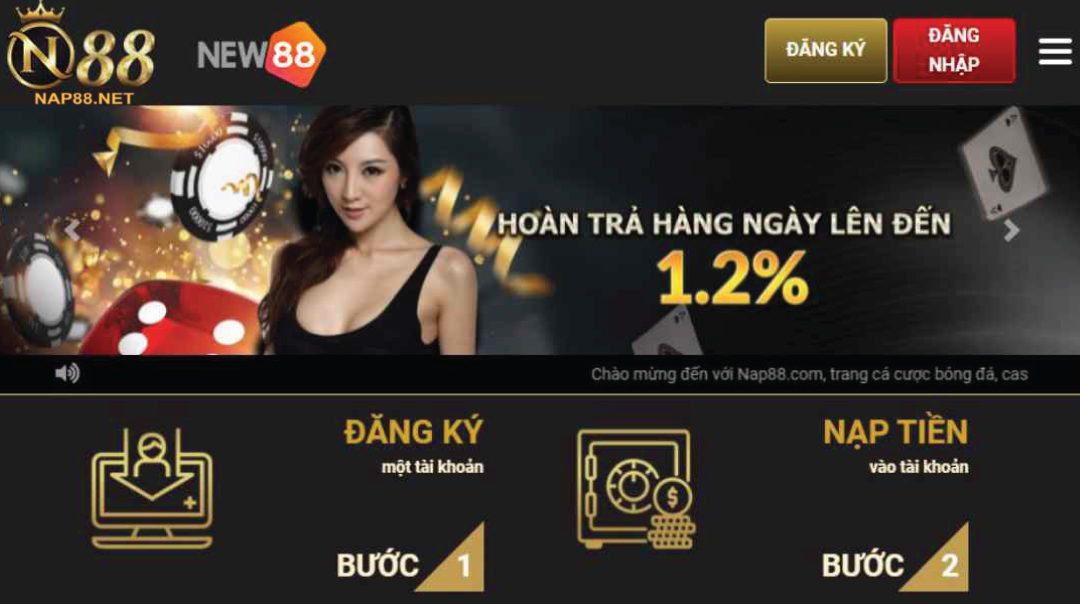 N88
NAP88.NET
NEW88
ĐĂNG KÝ
ĐĂNG
NHẬP
HOÀN TRẢ HÀNG NGÀY LÊN ĐẾN
1.2%
Chào mừng đến với Nap88.com, trang cá cược bóng đá, cas
ĐĂNG KÝ
một tài khoản
BƯỚC 1
NẠP TIỀN
vào tài khoản
BƯỚC 2